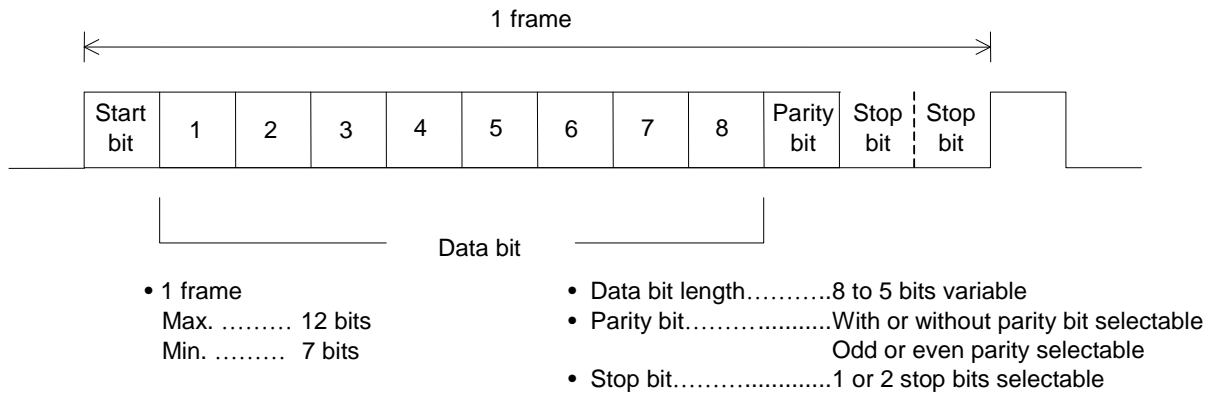 1 frame
Start bit 1 2 3 4 5 6 7 8 Parity bit Stop bit Stop bit
Data bit
• 1 frame
Max. ……… 12 bits
Min. ……… 7 bits
• Data bit length………..8 to 5 bits variable
• Parity bit………...........With or without parity bit selectable
Odd or even parity selectable
• Stop bit……….............1 or 2 stop bits selectable